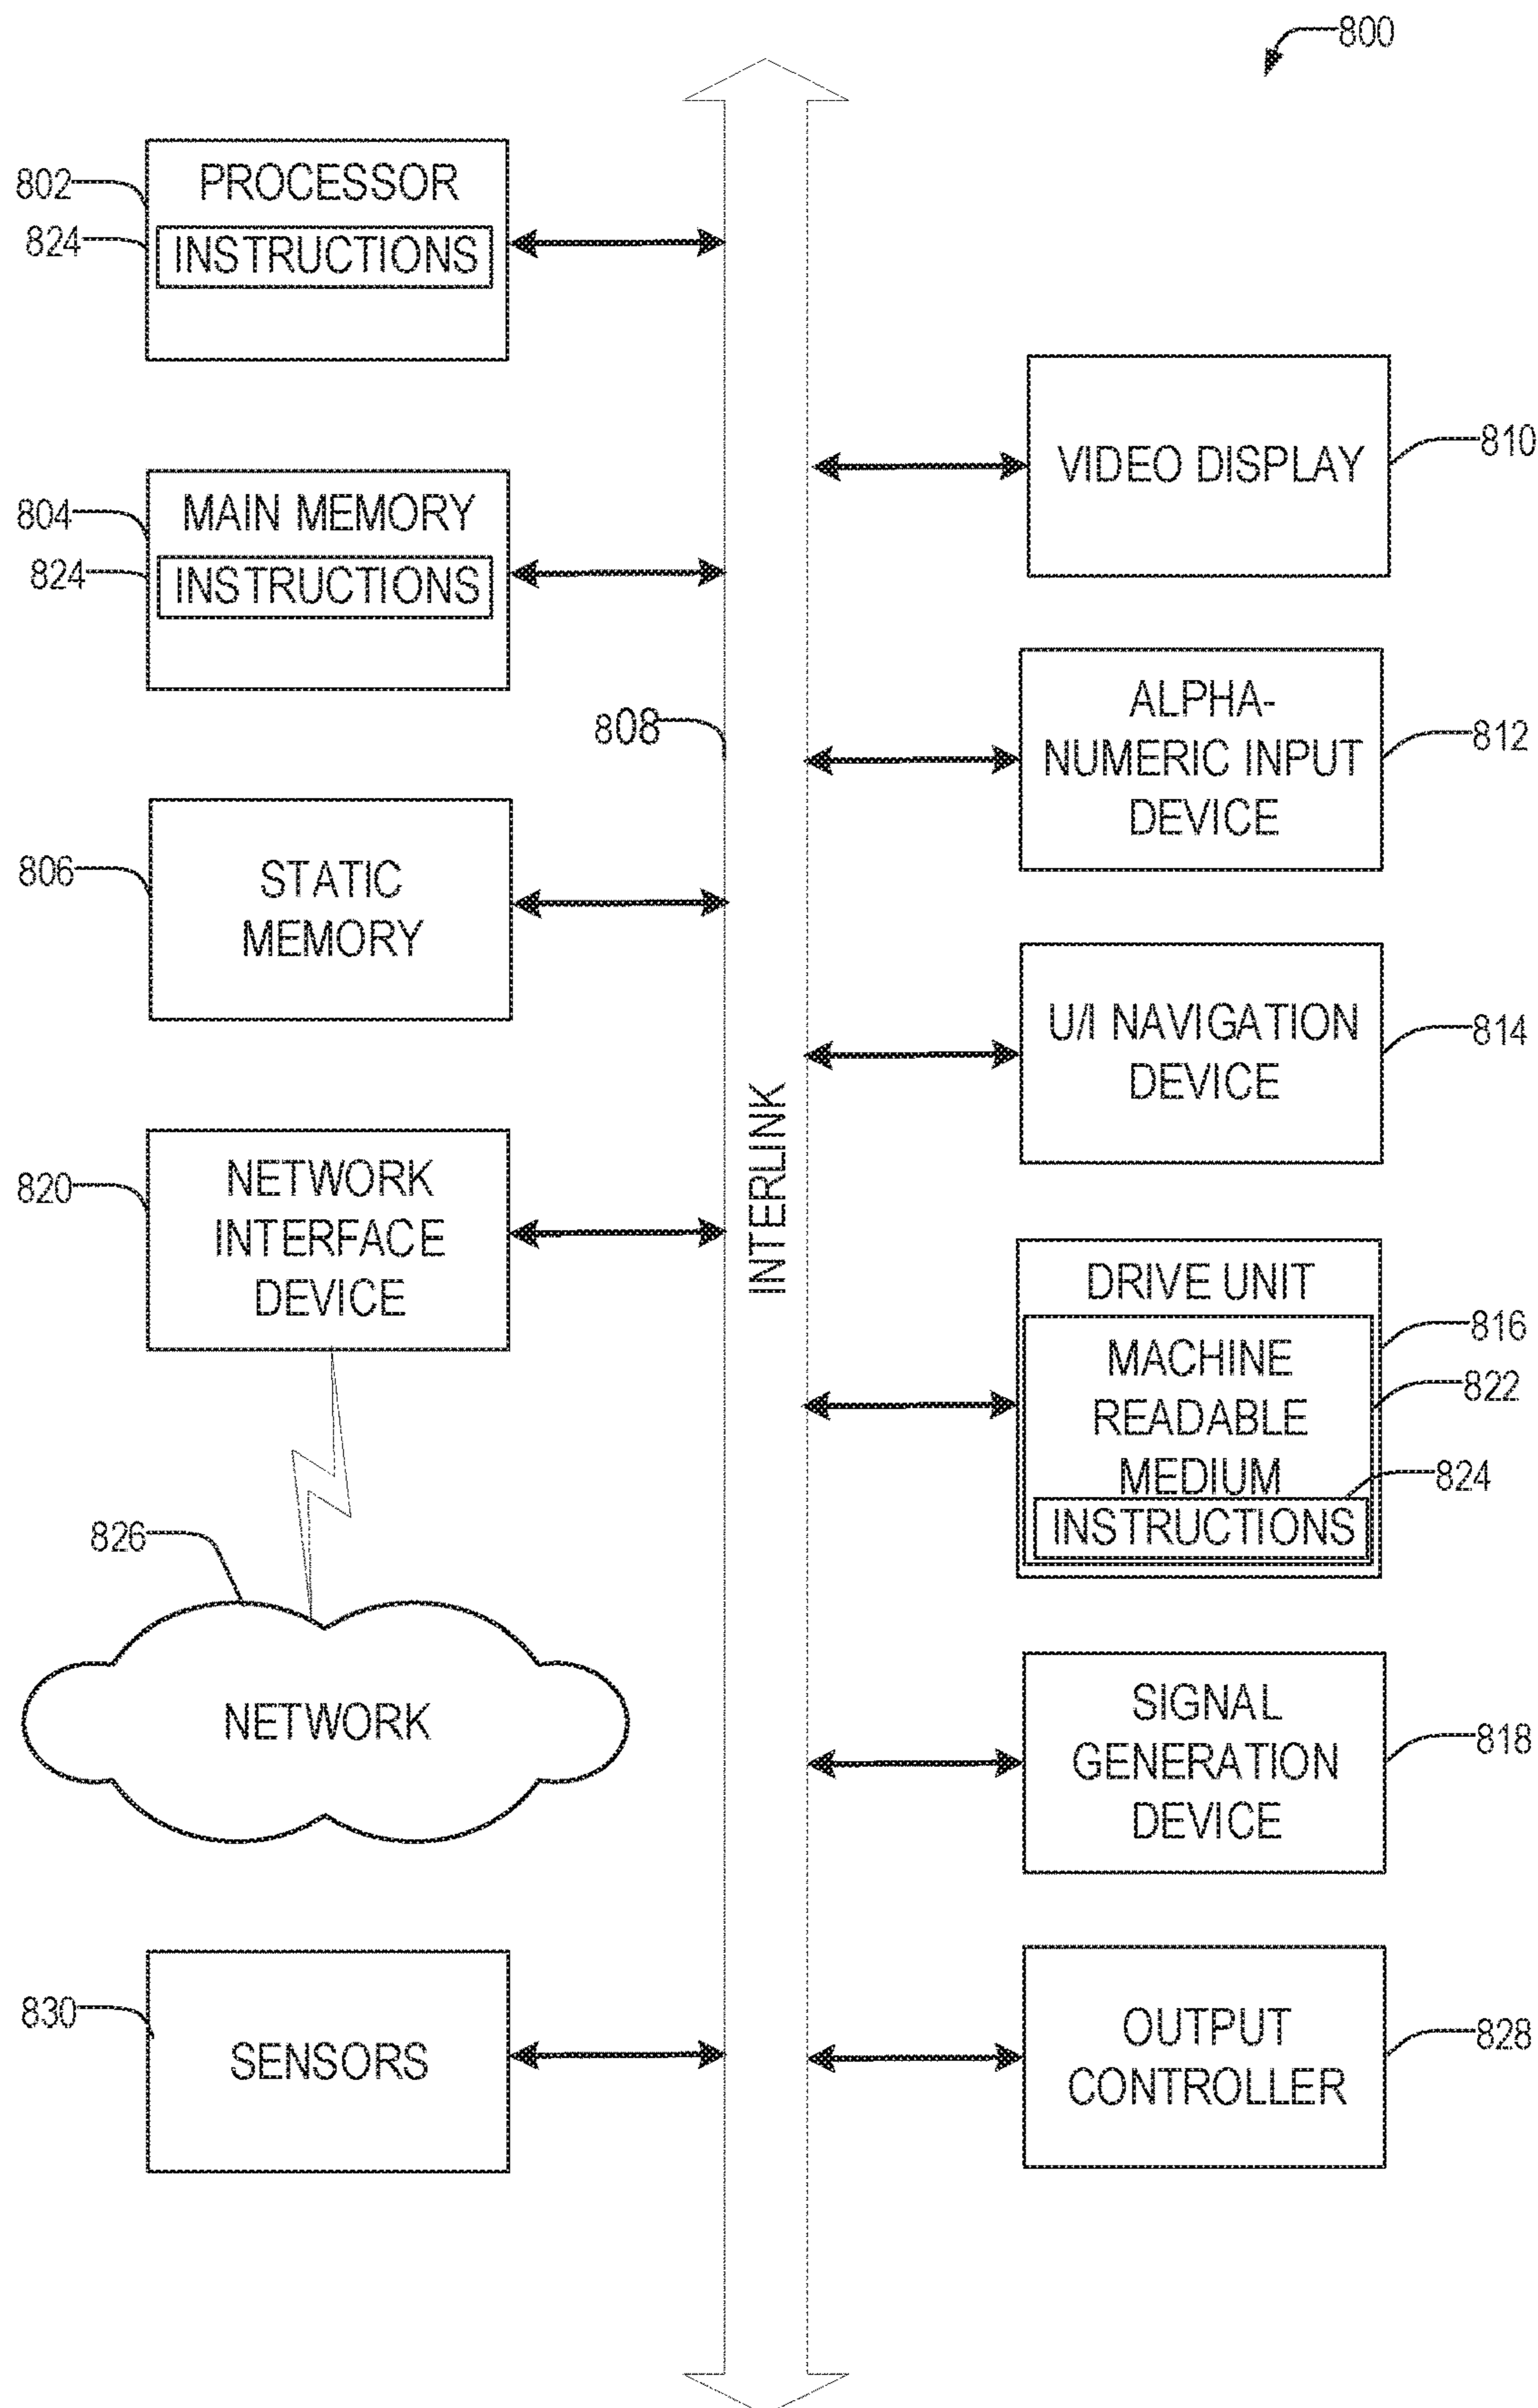 800
802
PROCESSOR
824
INSTRUCTIONS
804
MAIN MEMORY
824
INSTRUCTIONS
808
806
STATIC
MEMORY
820
NETWORK
INTERFACE
DEVICE
826
NETWORK
830
SENSORS
INTERLINK
VIDEO DISPLAY
810
ALPHA-
NUMERIC INPUT
DEVICE
812
U/I NAVIGATION
DEVICE
814
DRIVE UNIT
816
MACHINE
READABLE
MEDIUM
822
824
INSTRUCTIONS
SIGNAL
GENERATION
DEVICE
818
OUTPUT
CONTROLLER
828